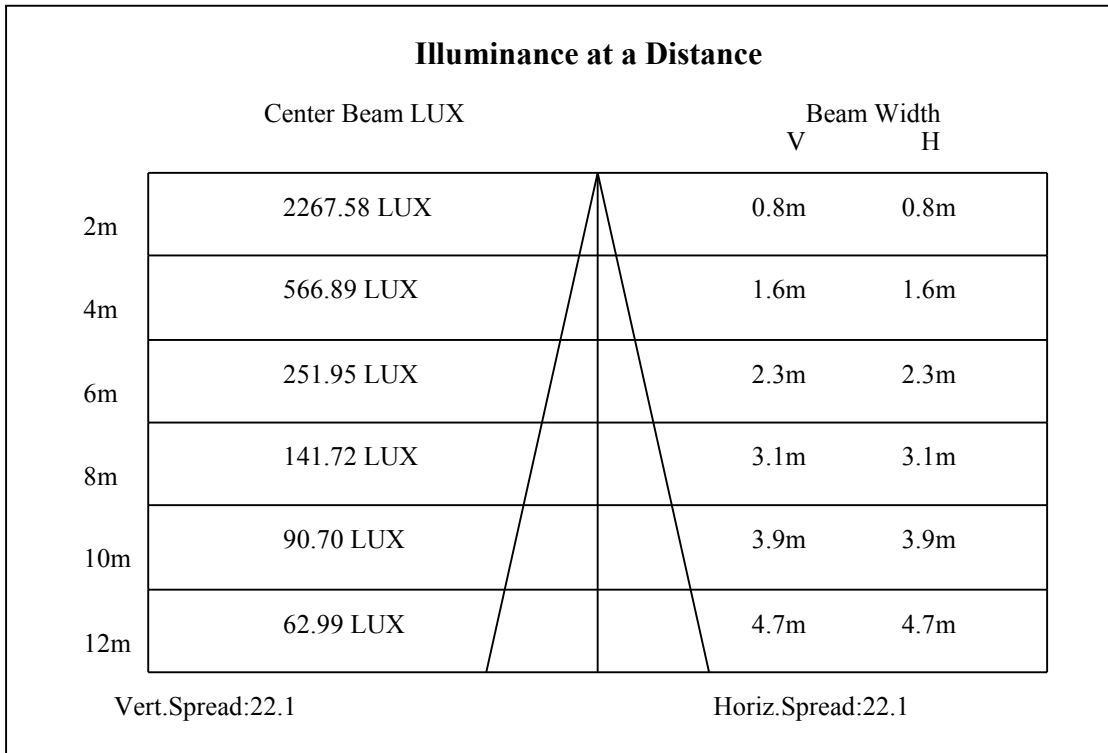 Illuminance at a Distance
Center Beam LUX Beam Width
V H
2m 2267.58 LUX 0.8m 0.8m
4m 566.89 LUX 1.6m 1.6m
6m 251.95 LUX 2.3m 2.3m
8m 141.72 LUX 3.1m 3.1m
10m 90.70 LUX 3.9m 3.9m
12m 62.99 LUX 4.7m 4.7m
Vert.Spread:22.1 Horiz.Spread:22.1